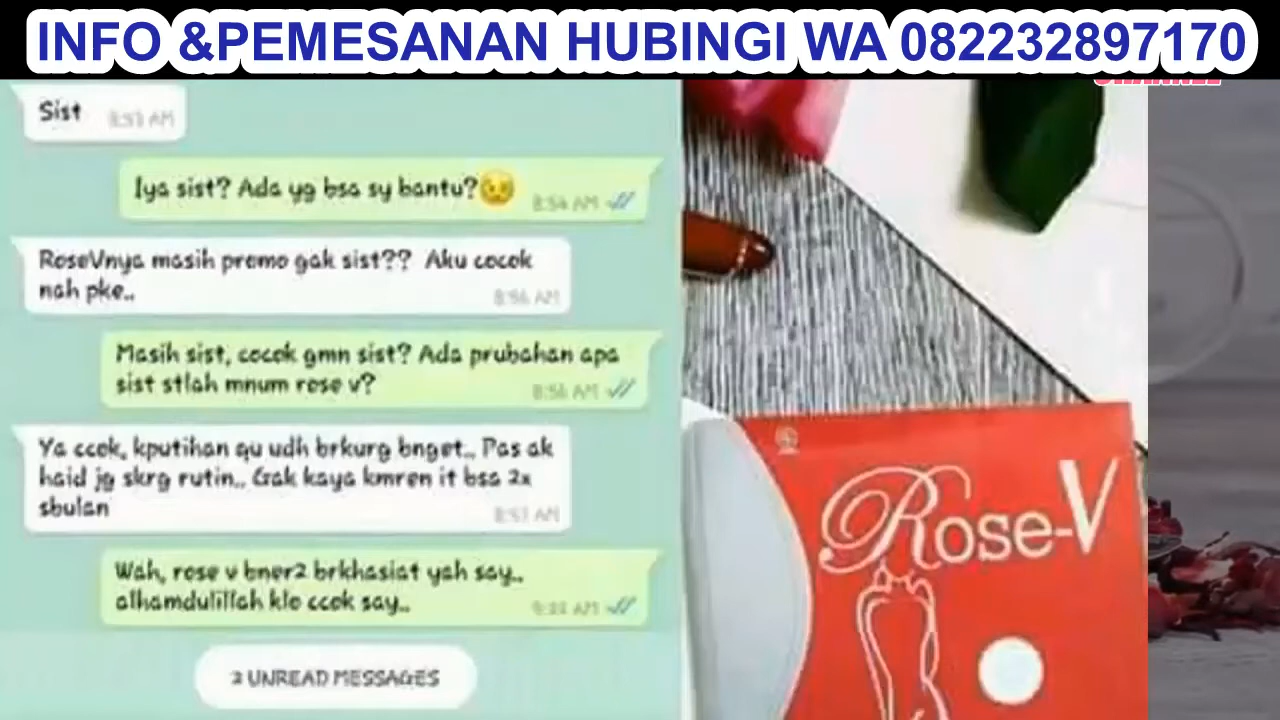 INFO &PEMESANAN HUBINGI WA 082232897170
Sist 8:53 AM
Iya sist? Ada yg bsa sy bantu? 8:54 AM
RoseVnya masih promo gak sist?? Aku cocok
nah pke.. 8:56 AM
Masih sist, cocok gmn sist? Ada prubahan apa
sist stlah mnum rose v? 8:56 AM
Ya ccok, kputihan qu udh brkurg bnget.. Pas ak
haid jg skrg rutin.. Gak kaya kmren it bsa 2x
sbulan 8:57 AM
Wah, rose v bner2 brkhasiat yah say..
alhamdulillah klo ccok say..
2 UNREAD MESSAGES
Rose-V